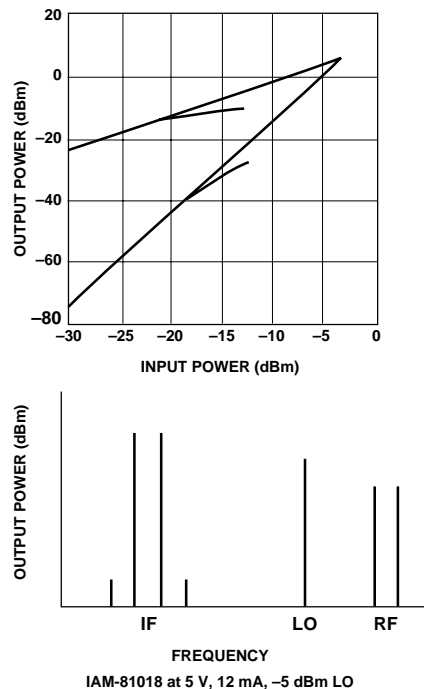 20
0
–20
–40
–60
–80
OUTPUT POWER (dBm)
–30 –25 –20 –15 –10 –5 0
INPUT POWER (dBm)
OUTPUT POWER (dBm)
IF LO RF
FREQUENCY
IAM-81018 at 5 V, 12 mA, –5 dBm LO